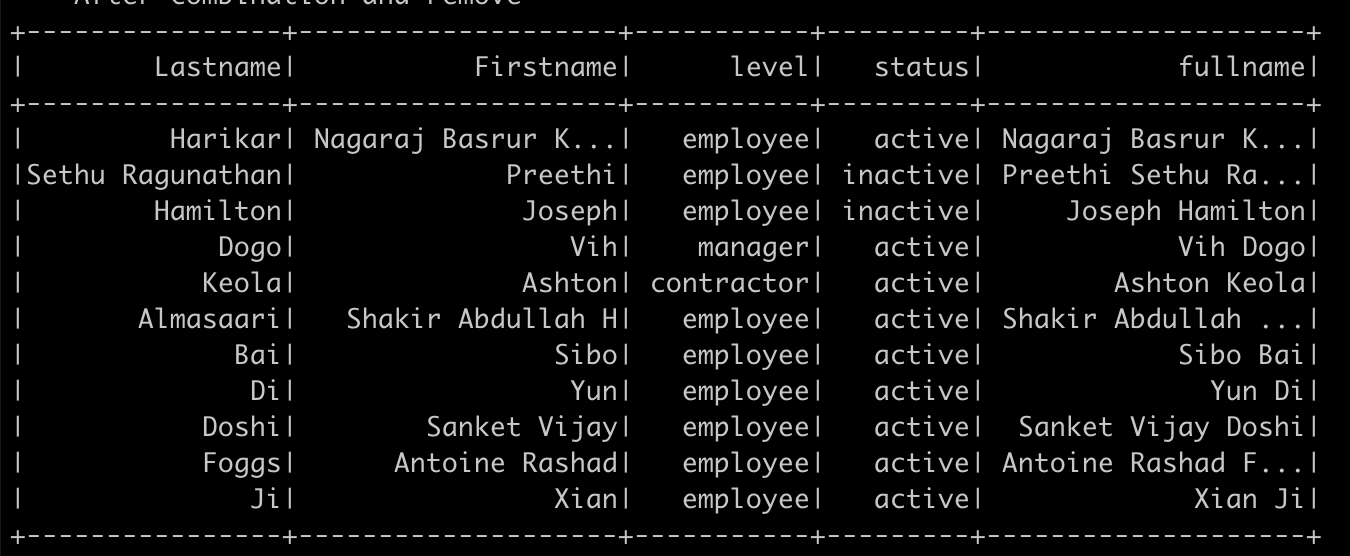 After combination and remove
+----------------+--------------------+-----------+---------+--------------------+
|        Lastname|           Firstname|      level|   status|            fullname|
+----------------+--------------------+-----------+---------+--------------------+
|         Harikar| Nagaraj Basrur K...|   employee|   active| Nagaraj Basrur K...|
|Sethu Ragunathan|             Preethi|   employee| inactive| Preethi Sethu Ra...|
|        Hamilton|              Joseph|   employee| inactive|     Joseph Hamilton|
|            Dogo|                 Vih|    manager|   active|            Vih Dogo|
|           Keola|              Ashton| contractor|   active|        Ashton Keola|
|       Almasaari|   Shakir Abdullah H|   employee|   active| Shakir Abdullah ...|
|             Bai|                Sibo|   employee|   active|            Sibo Bai|
|              Di|                 Yun|   employee|   active|              Yun Di|
|           Doshi|        Sanket Vijay|   employee|   active|  Sanket Vijay Doshi|
|           Foggs|      Antoine Rashad|   employee|   active| Antoine Rashad F...|
|              Ji|                Xian|   employee|   active|             Xian Ji|
+----------------+--------------------+-----------+---------+--------------------+